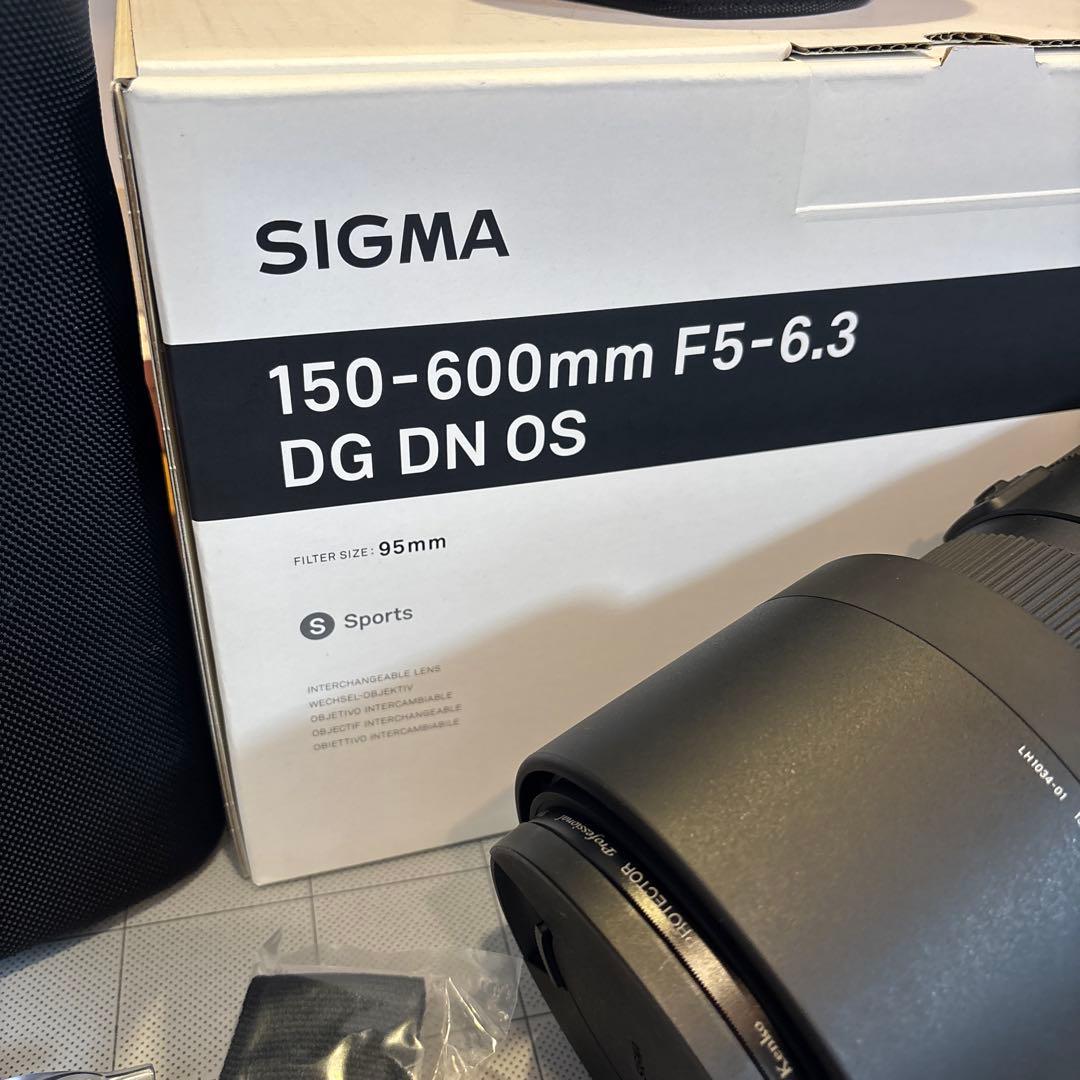 SIGMA
150-600mm F5-6.3
DG DN OS
FILTER SIZE: 95mm
S Sports
INTERCHANGEABLE LENS
WECHSEL-OBJEKTIV
OBJETIVO INTERCAMBIABLE
OBJECTIF INTERCHANGEABLE
OBIETTIVO INTERCAMBIABILE
LH1034-01
Professional
PROTECTOR
Kenko